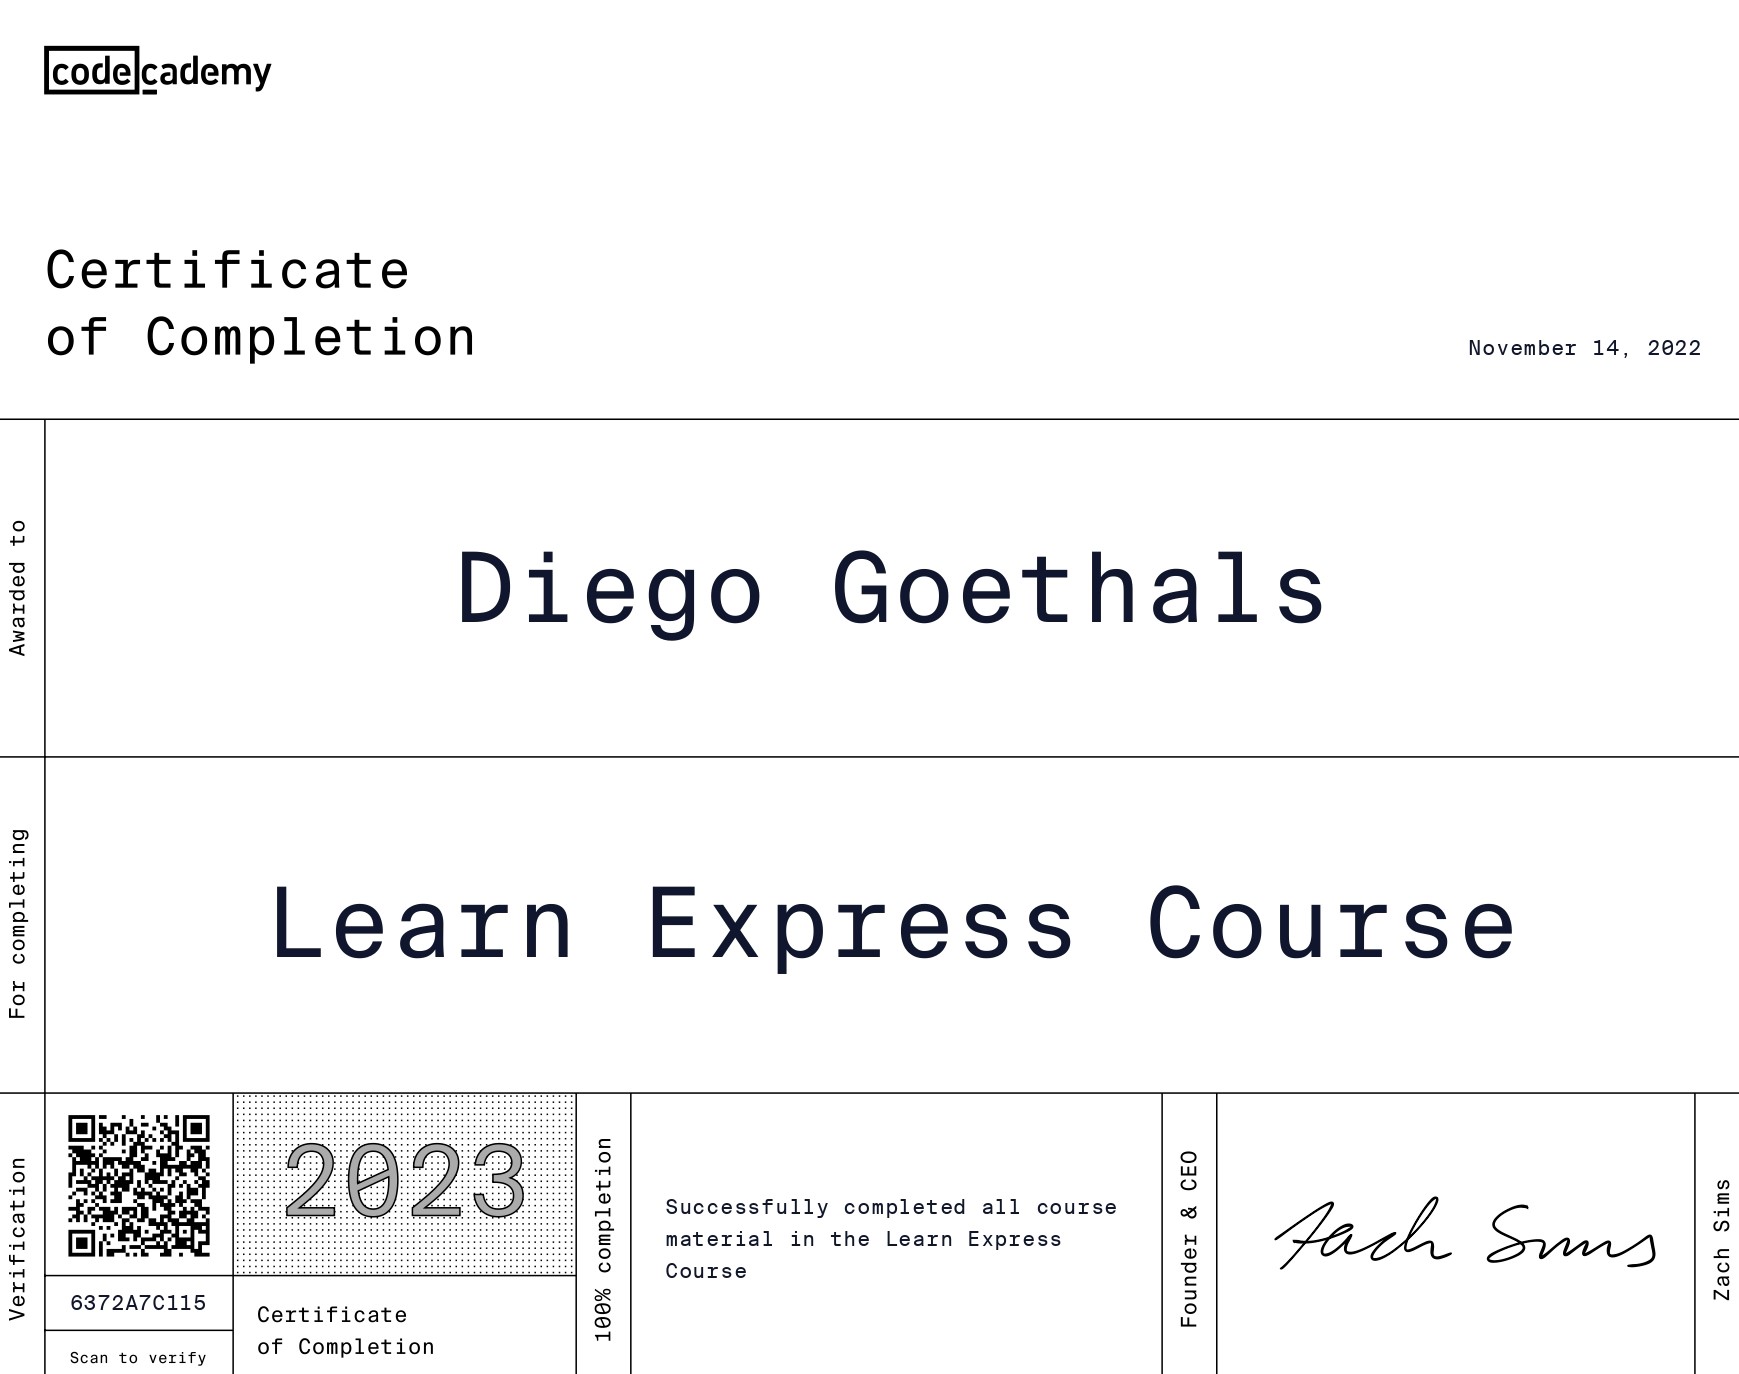 codecademy
Certificate
of Completion
November 14, 2022
Awarded to
Diego Goethals
For completing
Learn Express Course
Verification
6372A7C115
Scan to verify
2023
Certificate
of Completion
100% completion
Successfully completed all course
material in the Learn Express
Course
Founder & CEO
Zach Sims
Zach Sims